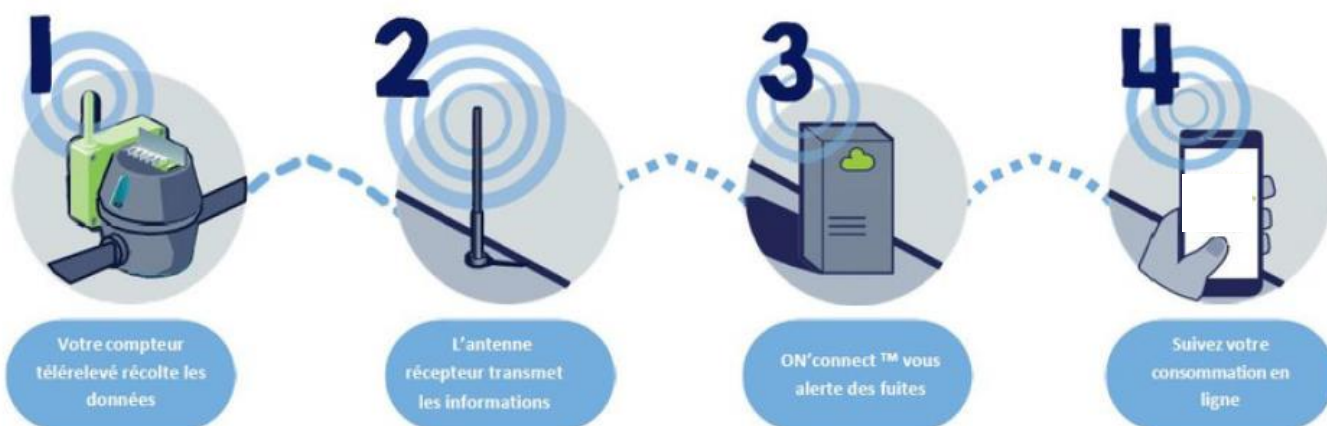 1
2
3
4
Votre compteur
télérelevé récolte les
données
L'antenne
récepteur transmet
les informations
ON'connect ™ vous
alerte des fuites
Suivez votre
consommation en
ligne